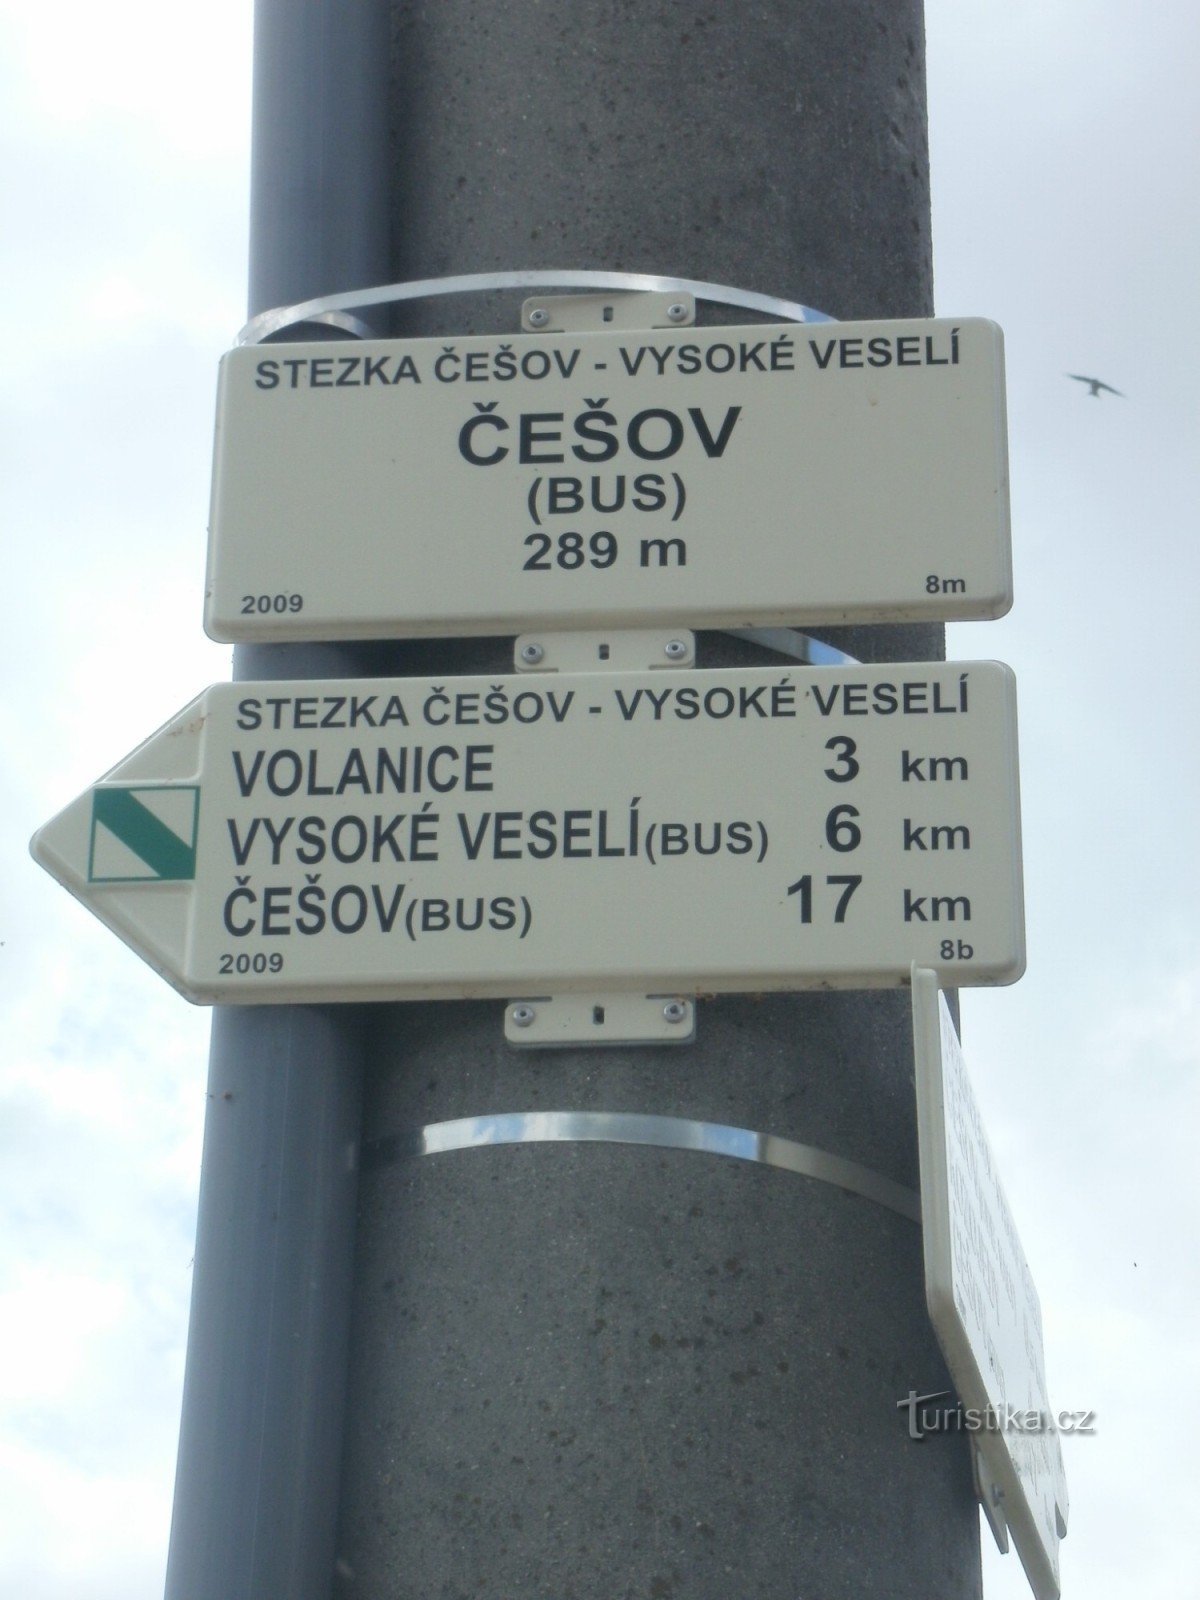 STEZKA ČEŠOV - VYSOKÉ VESELÍ
ČEŠOV
(BUS)
289 m
2009 8m
STEZKA ČEŠOV - VYSOKÉ VESELÍ
VOLANICE 3 km
VYSOKÉ VESELÍ(BUS) 6 km
ČEŠOV(BUS) 17 km
2009 8b
Turistika.cz